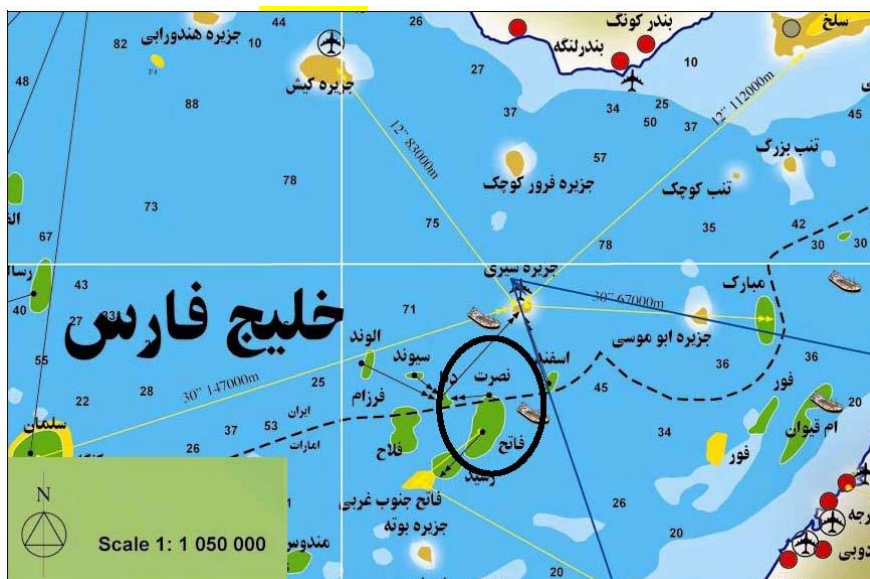 44
82
جزیره هندورابی
10
جزیره کیش
27
بندر کونگ
بندرلنگه
سلخ
10
48
88
37
34
25
50
37
12” 112000m
45
12” 83000m
57
جزیره فرور کوچک
تنب بزرگ
تنب کوچک
78
73
75
35
42
67
78
30
30
جزیره سیری
43
40
27
33
خلیج فارس
71
30” 67000m
مبارک
جزیره ابو موسی
36
36
الوند
سیوند
نصرت
اسفند
55
28
25
30” 147000m
فرزام
22
ایران
امارات
37
53
26
45
فور
20
ام قیوان
سلمان
فلاح
فاتح
رشید
34
فور
فاتح جنوب غربی
جزیره بوته
26
20
20
دوبی
N
Scale 1: 1 050 000